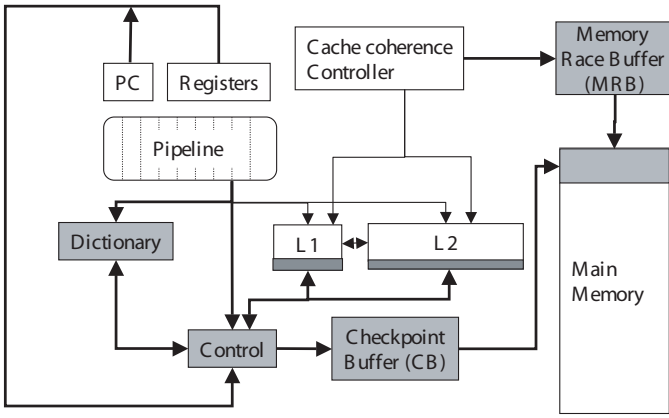 Cache coherence
Controller
Memory
Race Buffer
(MRB)
PC
Registers
Pipeline
Dictionary
L1
L2
Main
Memory
Control
Checkpoint
Buffer (CB)